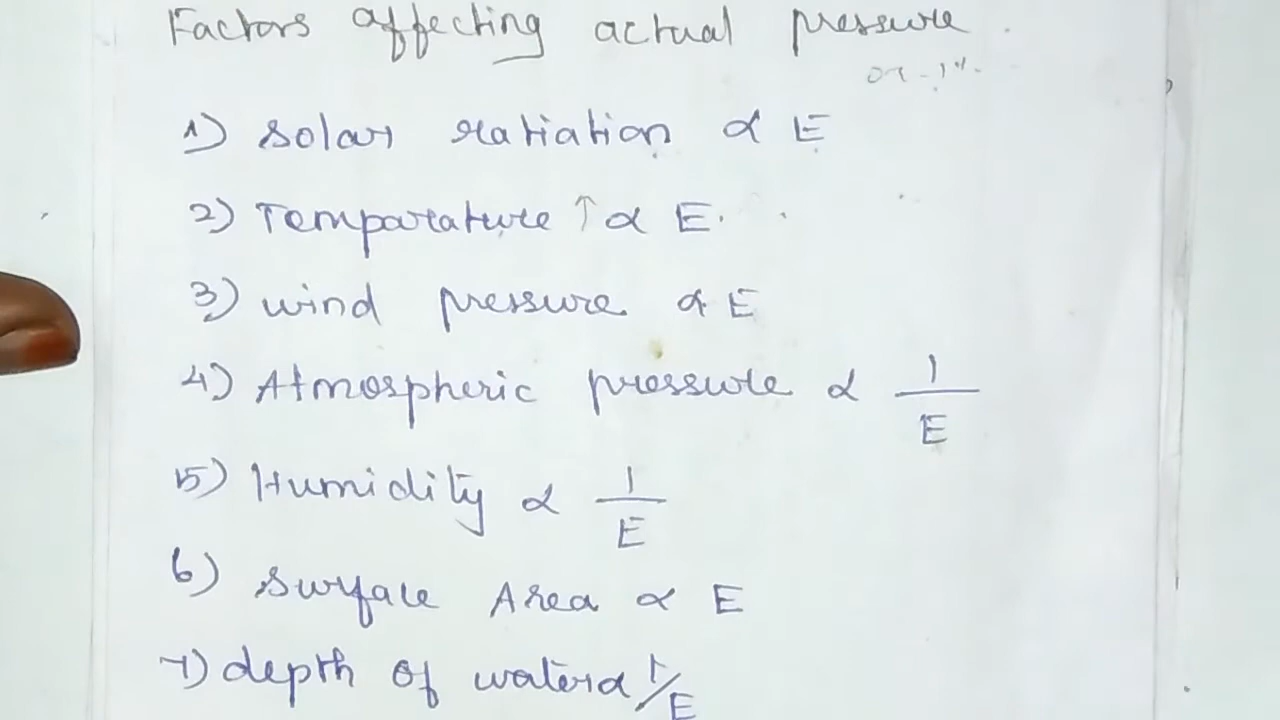 Factors affecting actual pressure.
1) solar ratiation α E
2) Temparature ↑ α E.
3) wind pressure α E
4) Atmospheric pressure α 1/E
5) Humidity α 1/E
6) Surface Area α E
7) depth of water α 1/E